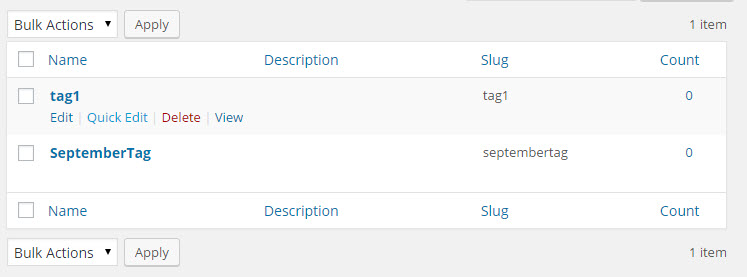 Bulk Actions Apply 1 item
Name Description Slug Count
tag1 tag1 0
Edit | Quick Edit | Delete | View
SeptemberTag septembertag 0
Name Description Slug Count
Bulk Actions Apply 1 item